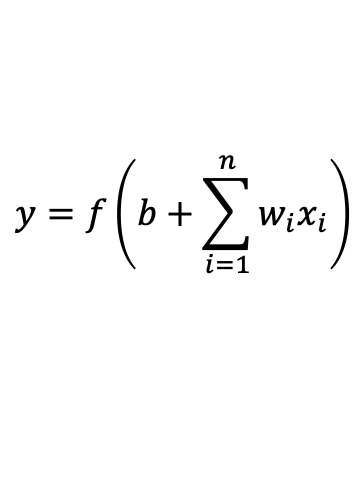 y = f(b + ∑_{i=1}^{n} w_i x_i)